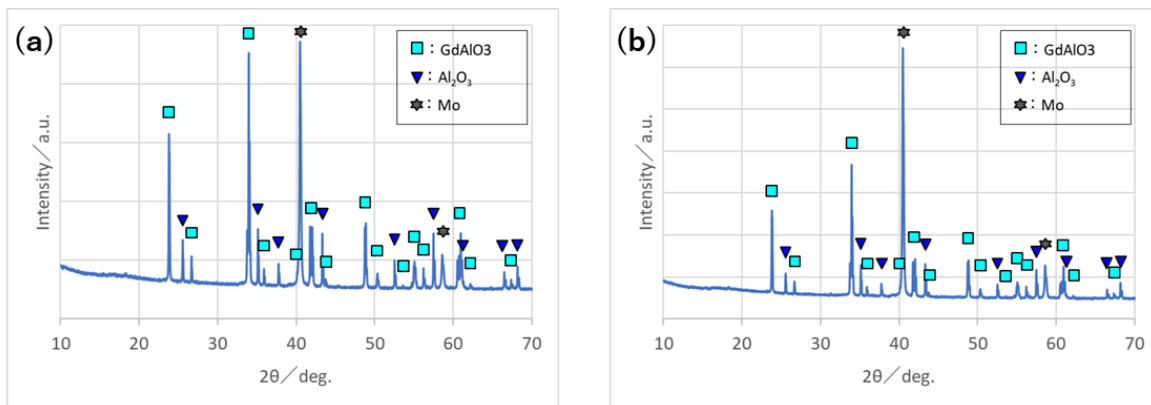 (a)
: GdAlO3
: Al₂O₃
: Mo
Intensity／a.u.
10 20 30 40 50 60 70
2θ／deg.
(b)
: GdAlO3
: Al₂O₃
: Mo
Intensity／a.u.
10 20 30 40 50 60 70
2θ／deg.